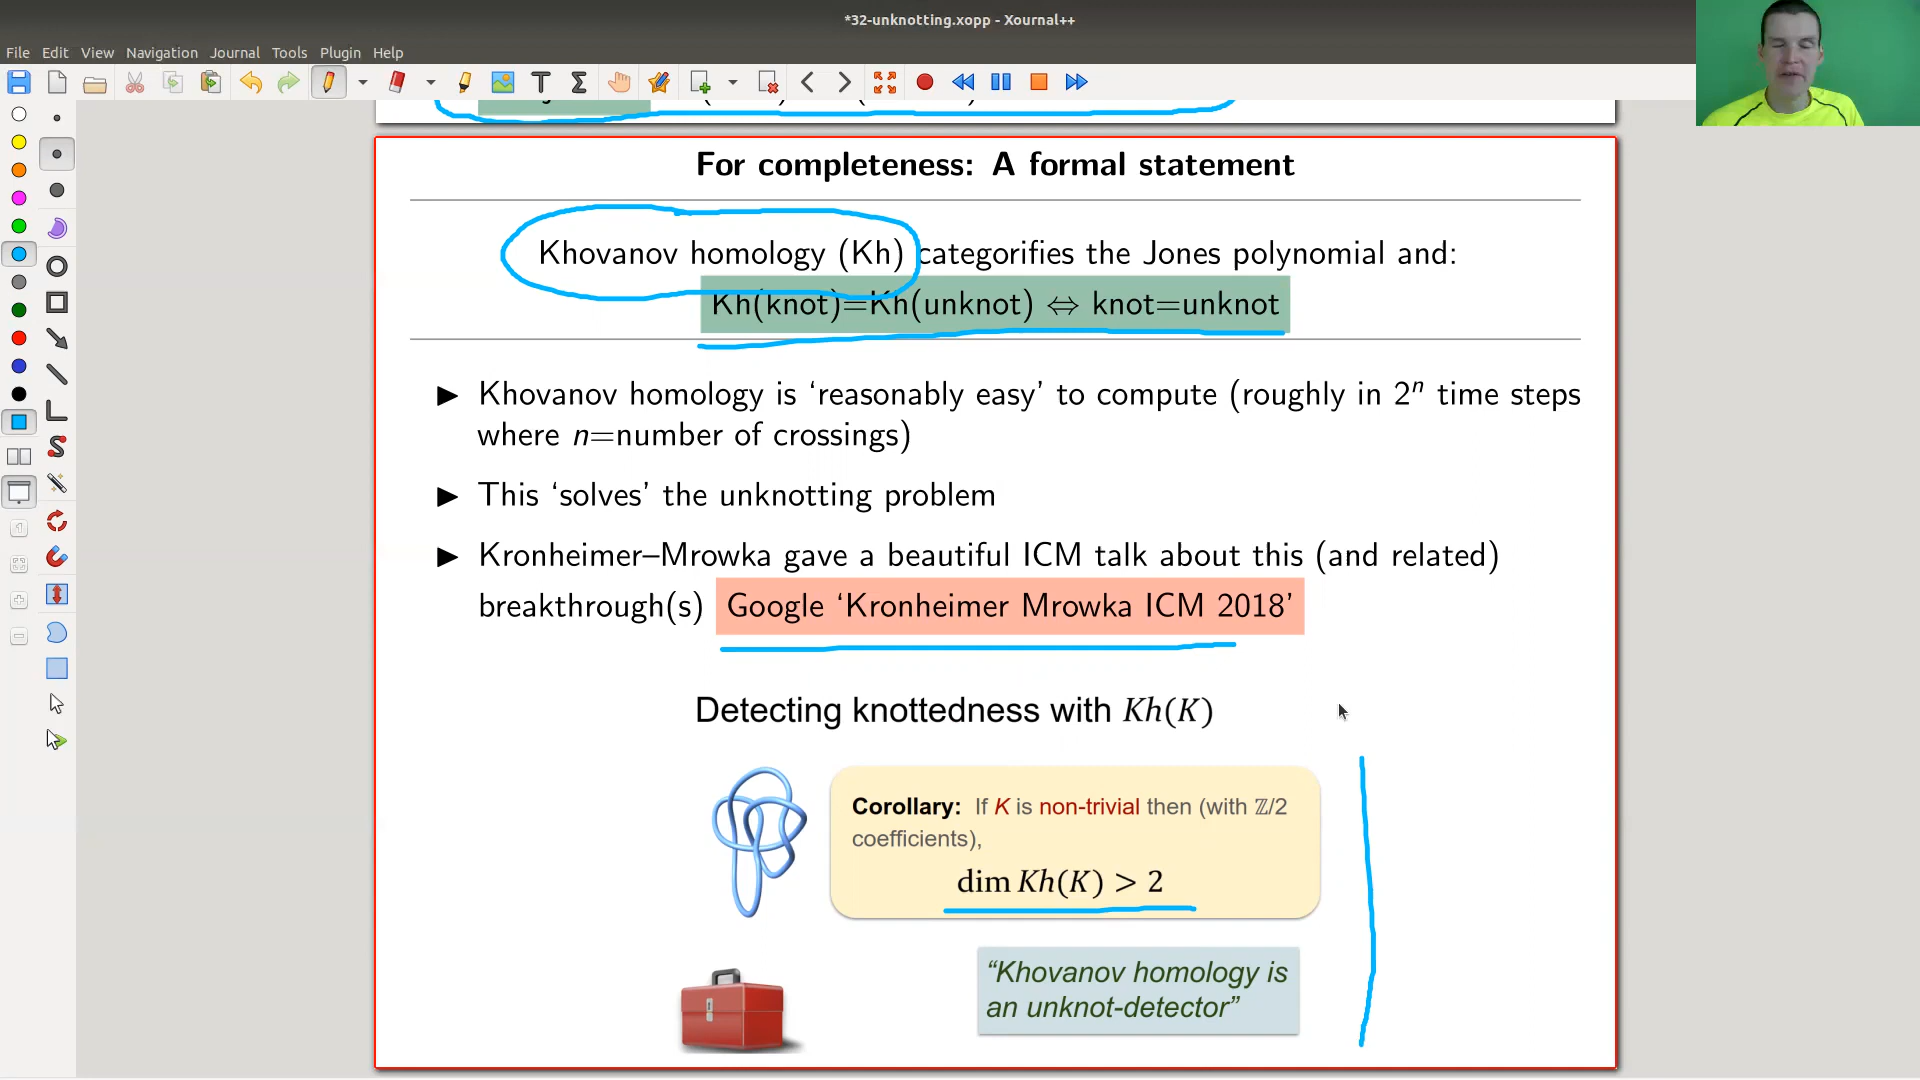 *32-unknotting.xopp - Xournal++
File Edit View Navigation Journal Tools Plugin Help
For completeness: A formal statement
Khovanov homology (Kh) categorifies the Jones polynomial and:
Kh(knot)=Kh(unknot) ⇔ knot=unknot
▶ Khovanov homology is ‘reasonably easy’ to compute (roughly in 2ⁿ time steps
where n=number of crossings)
▶ This ‘solves’ the unknotting problem
▶ Kronheimer–Mrowka gave a beautiful ICM talk about this (and related)
breakthrough(s) Google ‘Kronheimer Mrowka ICM 2018’
Detecting knottedness with Kh(K)
Corollary: If K is non-trivial then (with ℤ/2
coefficients),
dim Kh(K) > 2
“Khovanov homology is
an unknot-detector”